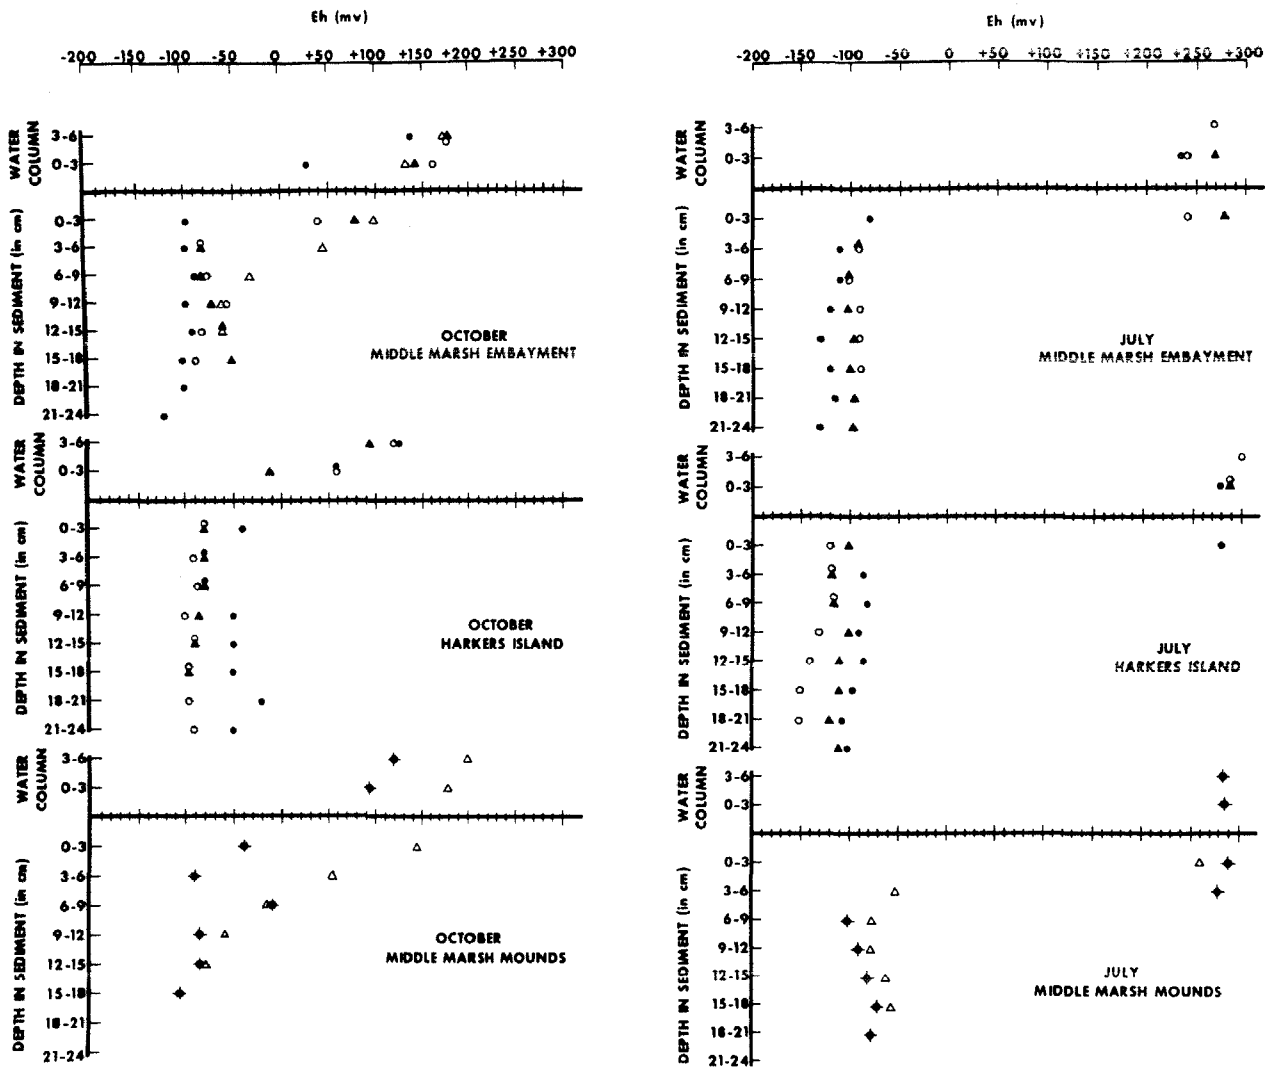 Eh (mv)
-200 -100 -50 0 +50 +100 +200 +300
WATER COLUMN
3-6
0-3
DEPTH IN SEDIMENT (in cm)
0-3
3-6
6-9
9-12
12-15
15-18
18-21
21-24
OCTOBER
MIDDLE MARSH EMBAYMENT
WATER COLUMN
3-6
0-3
DEPTH IN SEDIMENT (in cm)
0-3
3-6
6-9
9-12
12-15
15-18
18-21
21-24
OCTOBER
HARKERS ISLAND
WATER COLUMN
3-6
0-3
DEPTH IN SEDIMENT (in cm)
0-3
3-6
6-9
9-12
12-15
15-18
18-21
21-24
OCTOBER
MIDDLE MARSH MOUNDS
Eh (mv)
-200 -100 -50 0 +50 +100 +150 +200 +250 +300
WATER COLUMN
3-6
0-3
DEPTH IN SEDIMENT (in cm)
0-3
3-6
6-9
9-12
12-15
15-18
18-21
21-24
JULY
MIDDLE MARSH EMBAYMENT
WATER COLUMN
3-6
0-3
DEPTH IN SEDIMENT (in cm)
0-3
3-6
6-9
9-12
12-15
15-18
18-21
21-24
JULY
HARKERS ISLAND
WATER COLUMN
3-6
0-3
DEPTH IN SEDIMENT (in cm)
0-3
3-6
6-9
9-12
12-15
15-18
18-21
21-24
JULY
MIDDLE MARSH MOUNDS